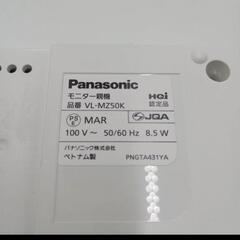 Panasonic
モニター親機
品番 VL-MZ50K
HQi
認定品
PS E MAR
JQA
100 V〜 50/60 Hz 8.5 W
パナソニック株式会社
ベトナム製
PNGTA431YA